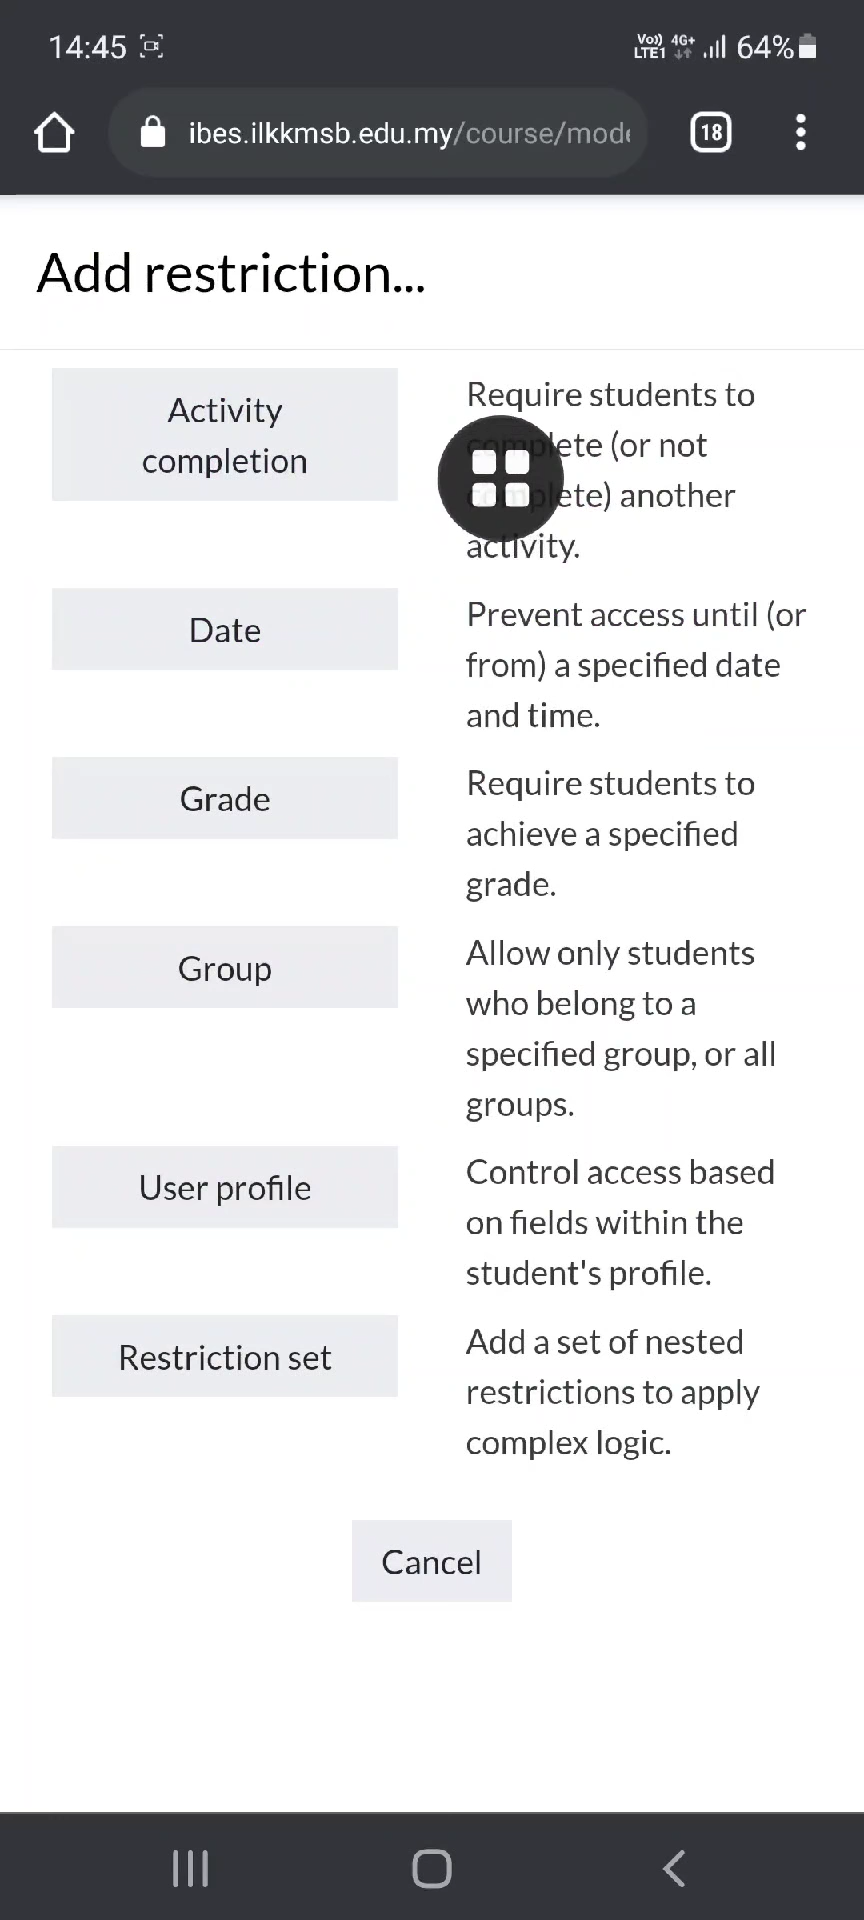 14:45
Vo)) LTE1 4G+ 64%
ibes.ilkkmsb.edu.my/course/mod
18
Add restriction...
Activity
completion
Require students to
complete (or not
complete) another
activity.
Date
Prevent access until (or
from) a specified date
and time.
Grade
Require students to
achieve a specified
grade.
Group
Allow only students
who belong to a
specified group, or all
groups.
User profile
Control access based
on fields within the
student's profile.
Restriction set
Add a set of nested
restrictions to apply
complex logic.
Cancel